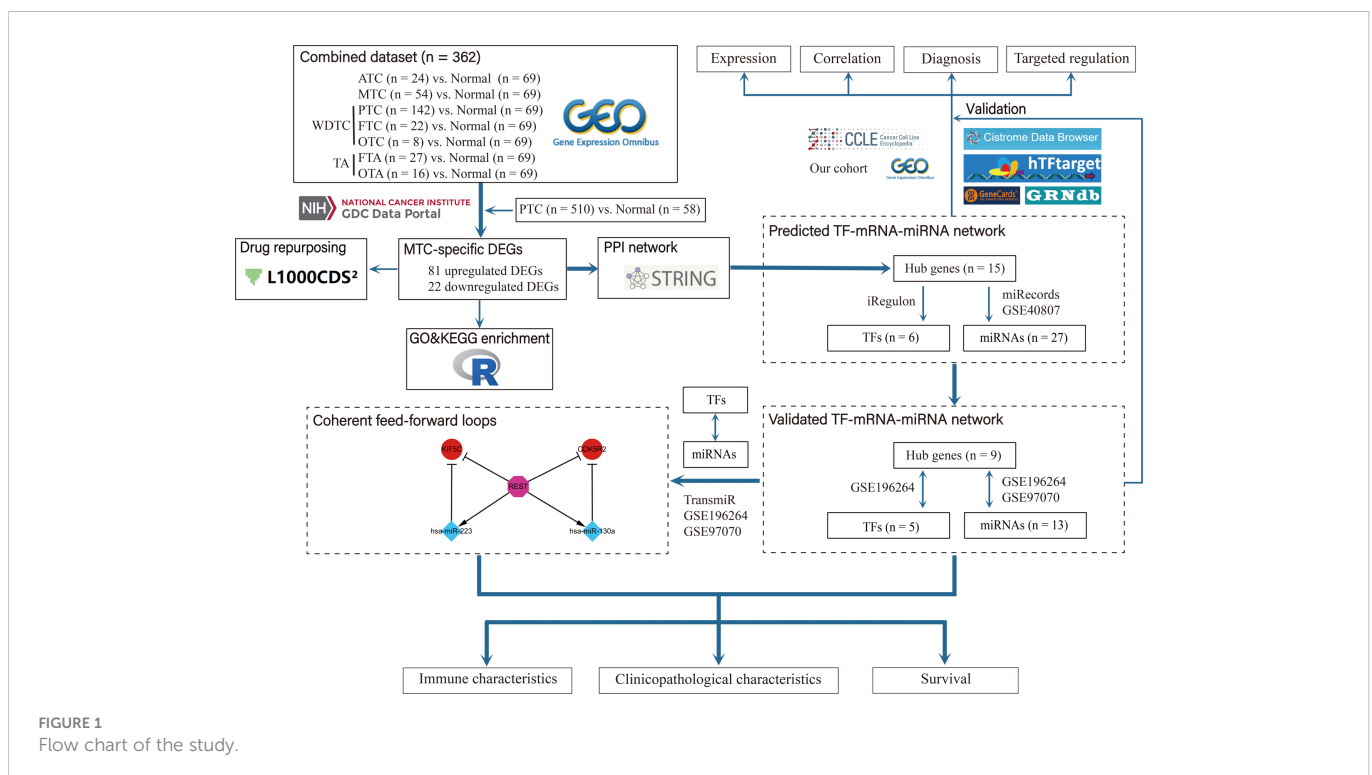 Combined dataset (n = 362)
ATC (n = 24) vs. Normal (n = 69)
MTC (n = 54) vs. Normal (n = 69)
WDTC
PTC (n = 142) vs. Normal (n = 69)
FTC (n = 22) vs. Normal (n = 69)
OTC (n = 8) vs. Normal (n = 69)
TA
FTA (n = 27) vs. Normal (n = 69)
OTA (n = 16) vs. Normal (n = 69)
GEO
Gene Expression Omnibus
Expression
Correlation
Diagnosis
Targeted regulation
Validation
CCLE Cancer Cell Line Encyclopedia
Our cohort
GEO
Gene Expression Omnibus
Cistrome Data Browser
hTFtarget
GeneCards
GRNdb
NIH NATIONAL CANCER INSTITUTE
GDC Data Portal
PTC (n = 510) vs. Normal (n = 58)
Drug repurposing
L1000CDS²
MTC-specific DEGs
81 upregulated DEGs
22 downregulated DEGs
PPI network
STRING
GO&KEGG enrichment
R
Predicted TF-mRNA-miRNA network
Hub genes (n = 15)
iRegulon
miRecords
GSE40807
TFs (n = 6)
miRNAs (n = 27)
Validated TF-mRNA-miRNA network
Hub genes (n = 9)
GSE196264
GSE196264
GSE97070
TFs (n = 5)
miRNAs (n = 13)
TFs
miRNAs
TransmiR
GSE196264
GSE97070
Coherent feed-forward loops
KIF5C
CDK5R2
REST
hsa-miR-223
hsa-miR-130a
Immune characteristics
Clinicopathological characteristics
Survival
FIGURE 1
Flow chart of the study.